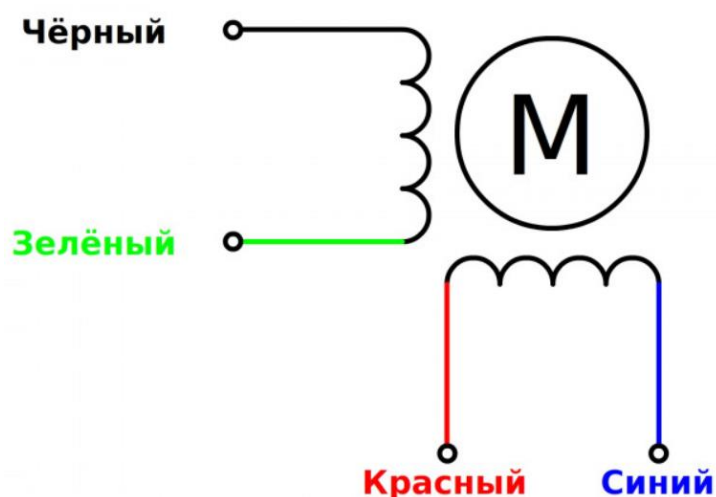 Чёрный
M
Зелёный
Красный
Синий